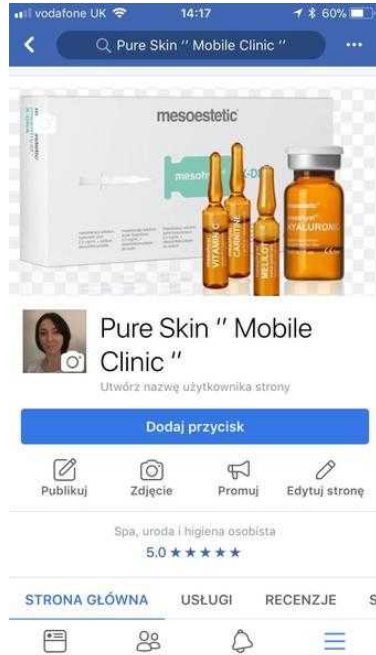 vodafone UK 14:17 60%
Pure Skin '' Mobile Clinic ''
mesoestetic
VITAMIN C
CARNITINE
MELILOT
mesoestetic
HYALURONIC
Pure Skin '' Mobile
Clinic ''
Utwórz nazwę użytkownika strony
Dodaj przycisk
Publikuj Zdjęcie Promuj Edytuj stronę
Spa, uroda i higiena osobista
5.0 ★★★★★
STRONA GŁÓWNA USŁUGI RECENZJE S